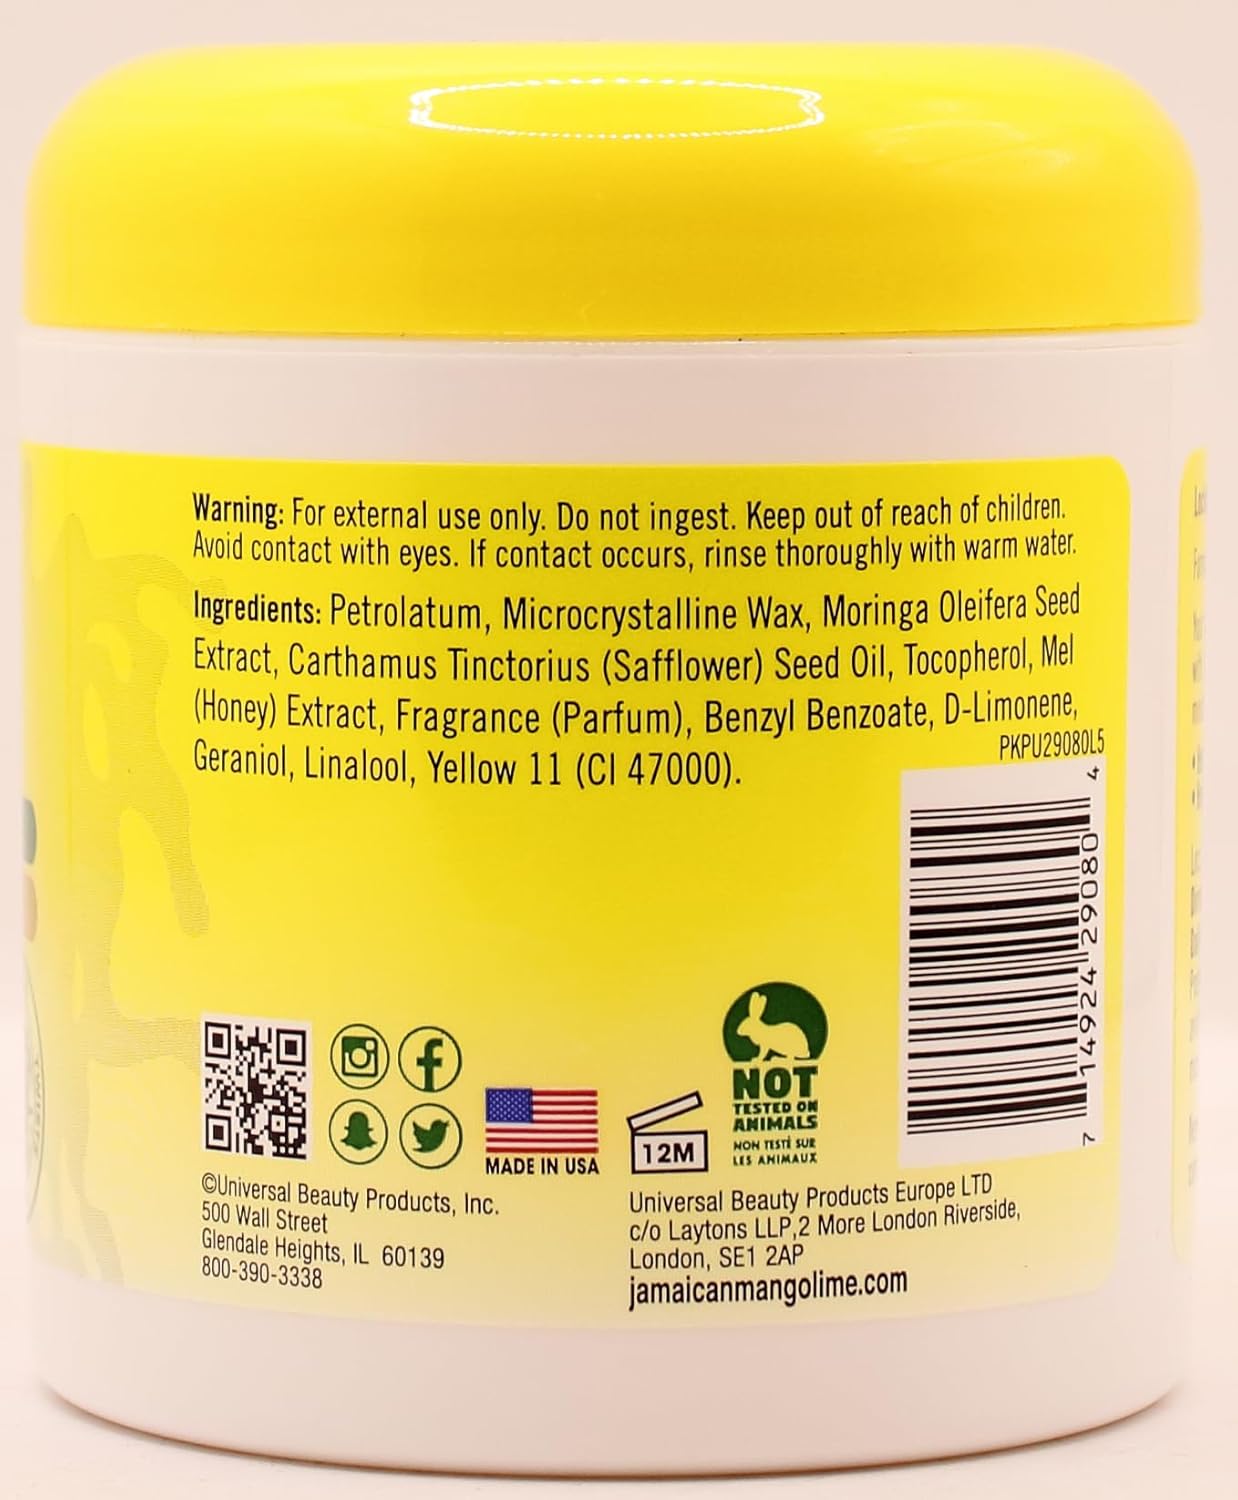 Warning: For external use only. Do not ingest. Keep out of reach of children.
Avoid contact with eyes. If contact occurs, rinse thoroughly with warm water.
Ingredients: Petrolatum, Microcrystalline Wax, Moringa Oleifera Seed
Extract, Carthamus Tinctorius (Safflower) Seed Oil, Tocopherol, Mel
(Honey) Extract, Fragrance (Parfum), Benzyl Benzoate, D-Limonene,
Geraniol, Linalool, Yellow 11 (CI 47000).
PKPU29080L5
7 14924 29080 4
NOT
TESTED ON
ANIMALS
NON TESTÉ SUR
LES ANIMAUX
12M
MADE IN USA
©Universal Beauty Products, Inc.
500 Wall Street
Glendale Heights, IL 60139
800-390-3338
Universal Beauty Products Europe LTD
c/o Laytons LLP,2 More London Riverside,
London, SE1 2AP
jamaicanmangolime.com